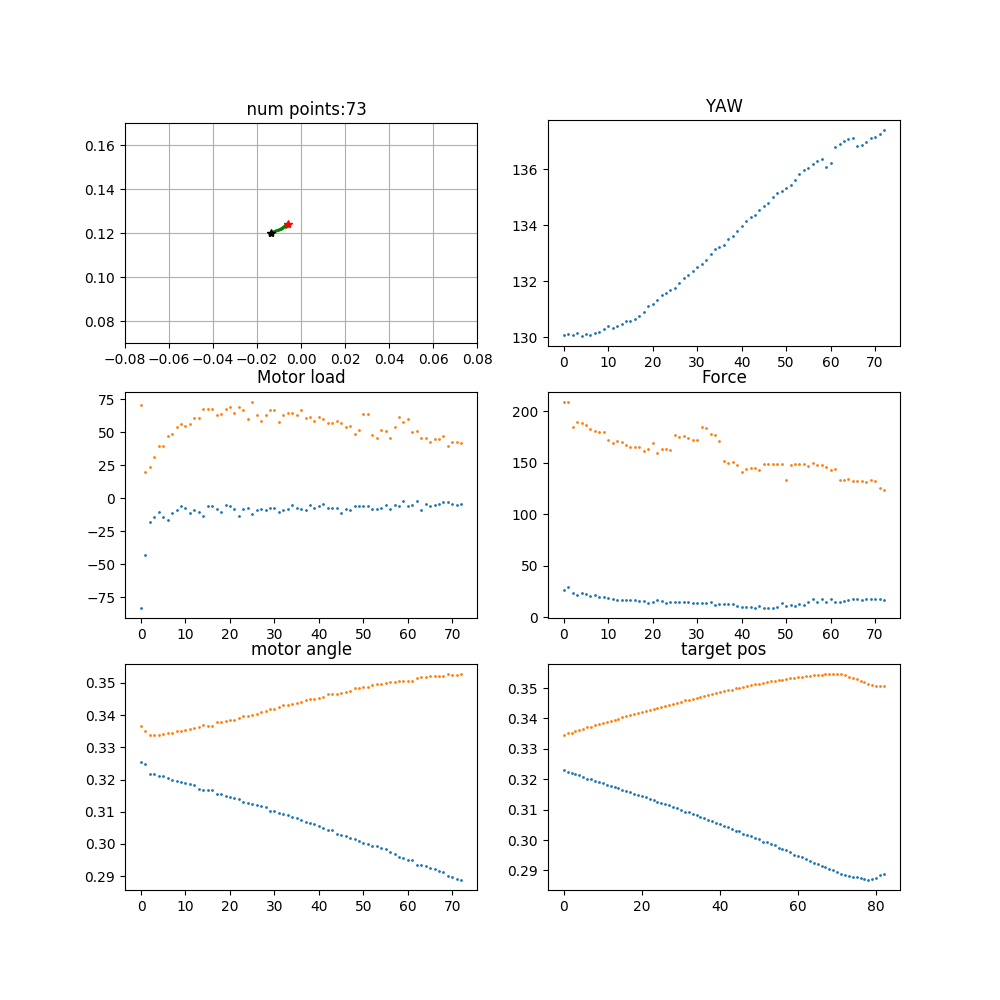 num points:73
0.16
0.14
0.12
0.10
0.08
−0.08 −0.06 −0.04 −0.02 0.00 0.02 0.04 0.06 0.08
YAW
136
134
132
130
0 10 20 30 40 50 60 70
Motor load
75
50
25
0
−25
−50
−75
0 10 20 30 40 50 60 70
Force
200
150
100
50
0
0 10 20 30 40 50 60 70
motor angle
0.35
0.34
0.33
0.32
0.31
0.30
0.29
0 10 20 30 40 50 60 70
target pos
0.35
0.34
0.33
0.32
0.31
0.30
0.29
0 20 40 60 80